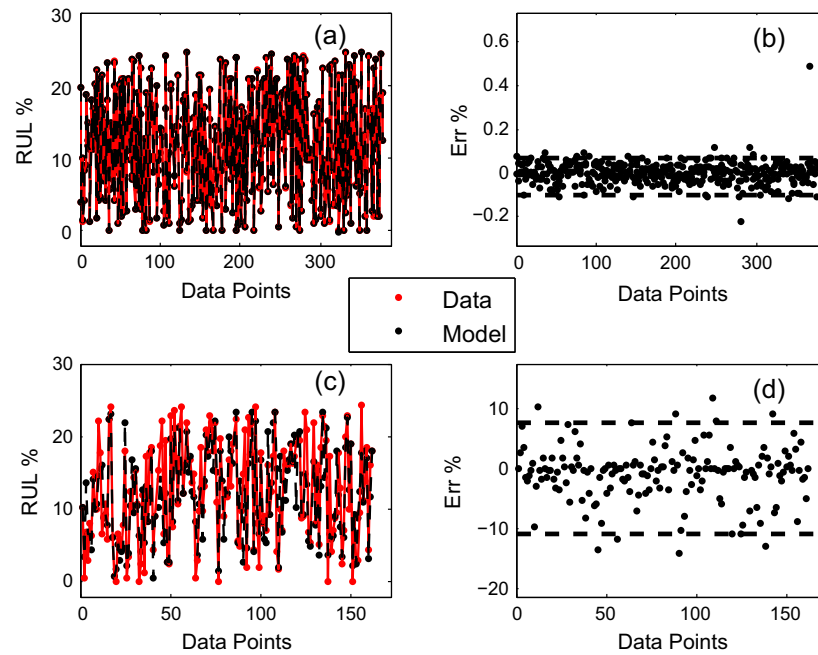 (a)
RUL %
30
20
10
0
0 100 200 300
Data Points
(b)
Err %
0.6
0.4
0.2
0
−0.2
0 100 200 300
Data Points
Data
Model
(c)
RUL %
30
20
10
0
0 50 100 150
Data Points
(d)
Err %
10
0
−10
−20
0 50 100 150
Data Points